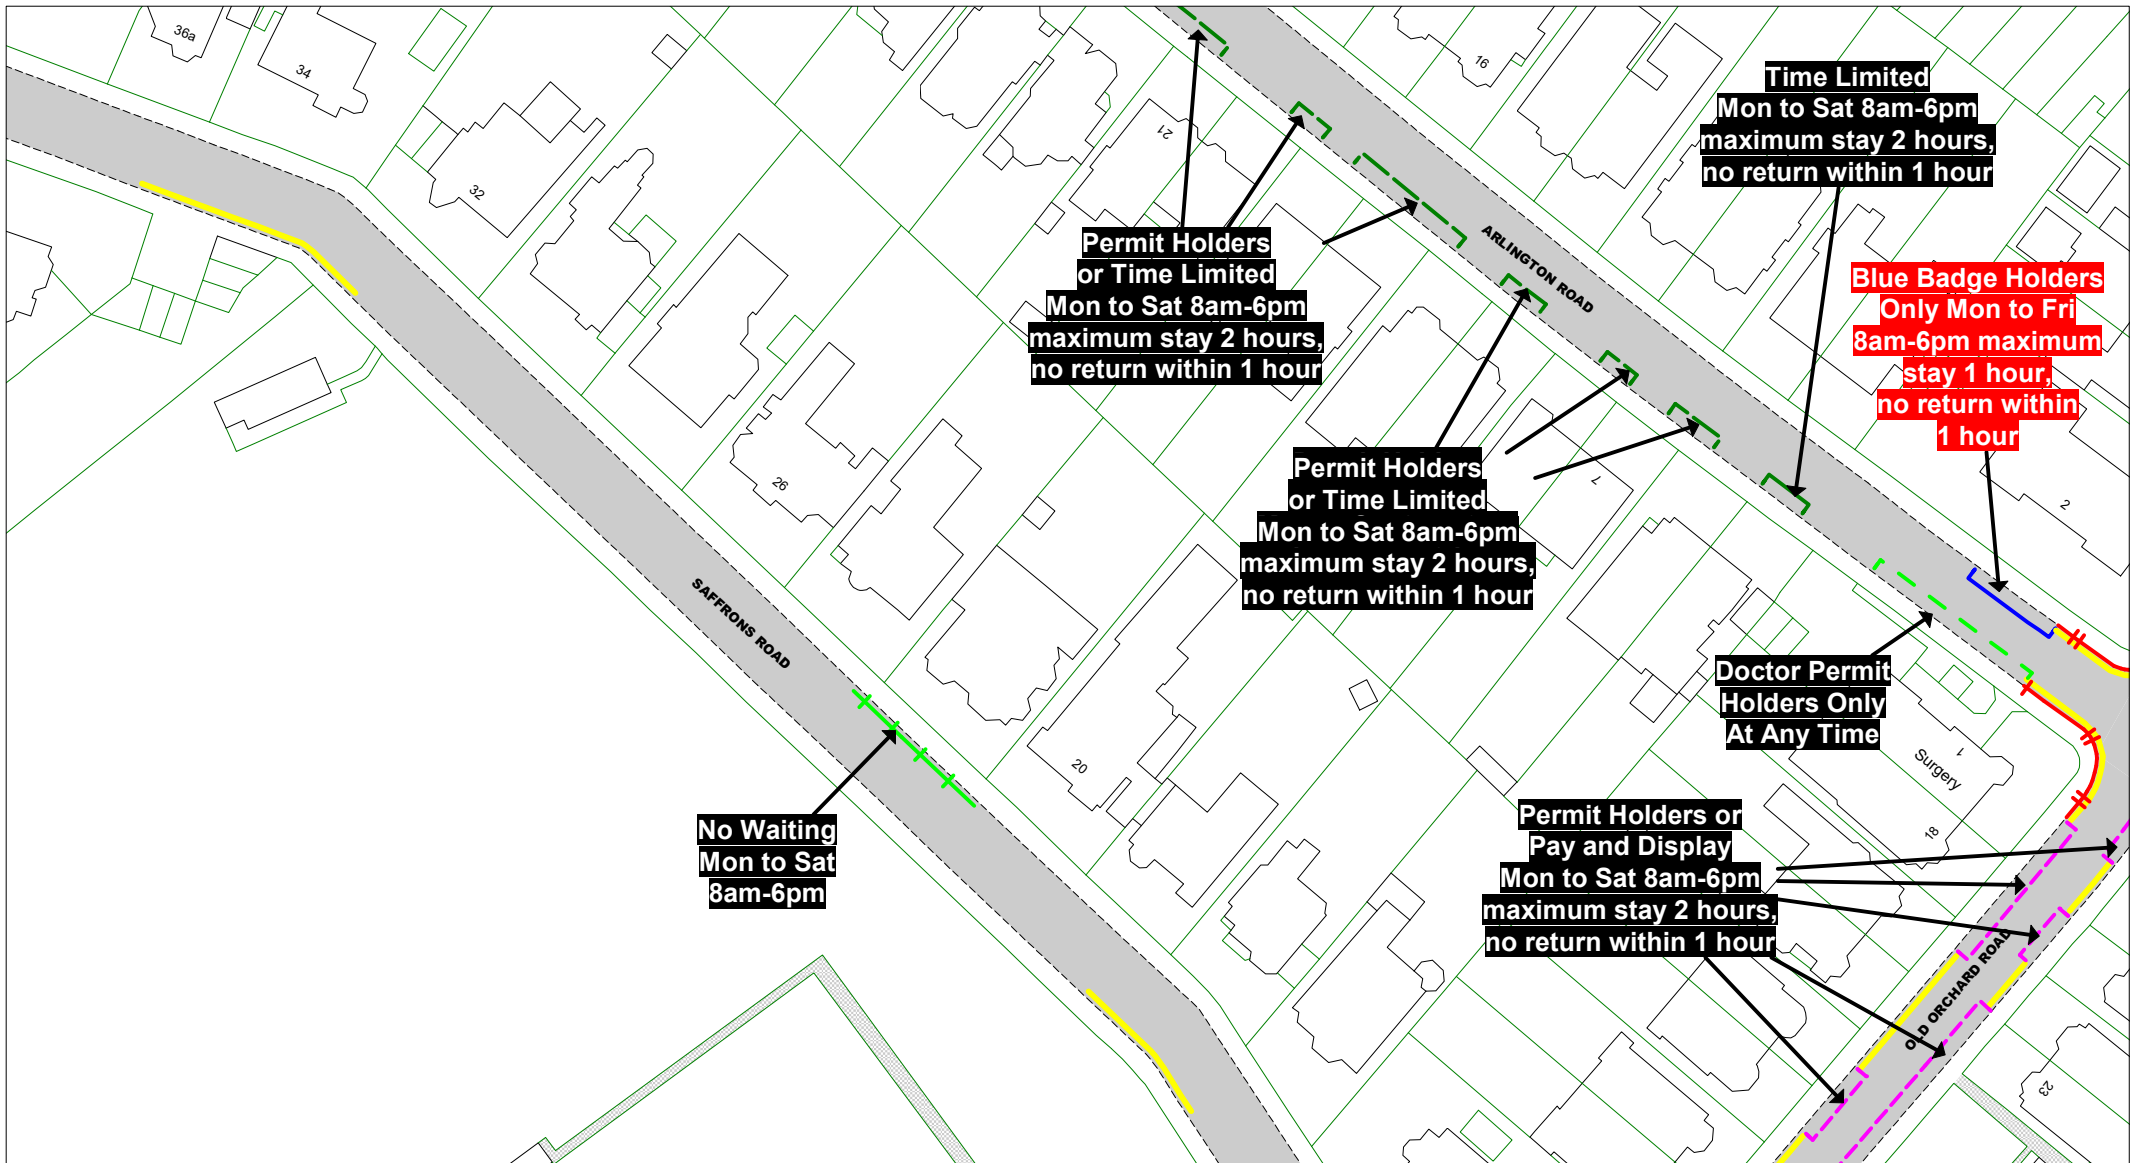 36a
34
32
21
16
Time Limited
Mon to Sat 8am-6pm
maximum stay 2 hours,
no return within 1 hour
Permit Holders
or Time Limited
Mon to Sat 8am-6pm
maximum stay 2 hours,
no return within 1 hour
ARLINGTON ROAD
Blue Badge Holders
Only Mon to Fri
8am-6pm maximum
stay 1 hour,
no return within
1 hour
26
Permit Holders
or Time Limited
Mon to Sat 8am-6pm
maximum stay 2 hours,
no return within 1 hour
7
2
SAFFRONS ROAD
Doctor Permit
Holders Only
At Any Time
1
Surgery
18
20
No Waiting
Mon to Sat
8am-6pm
Permit Holders or
Pay and Display
Mon to Sat 8am-6pm
maximum stay 2 hours,
no return within 1 hour
OLD ORCHARD ROAD
23